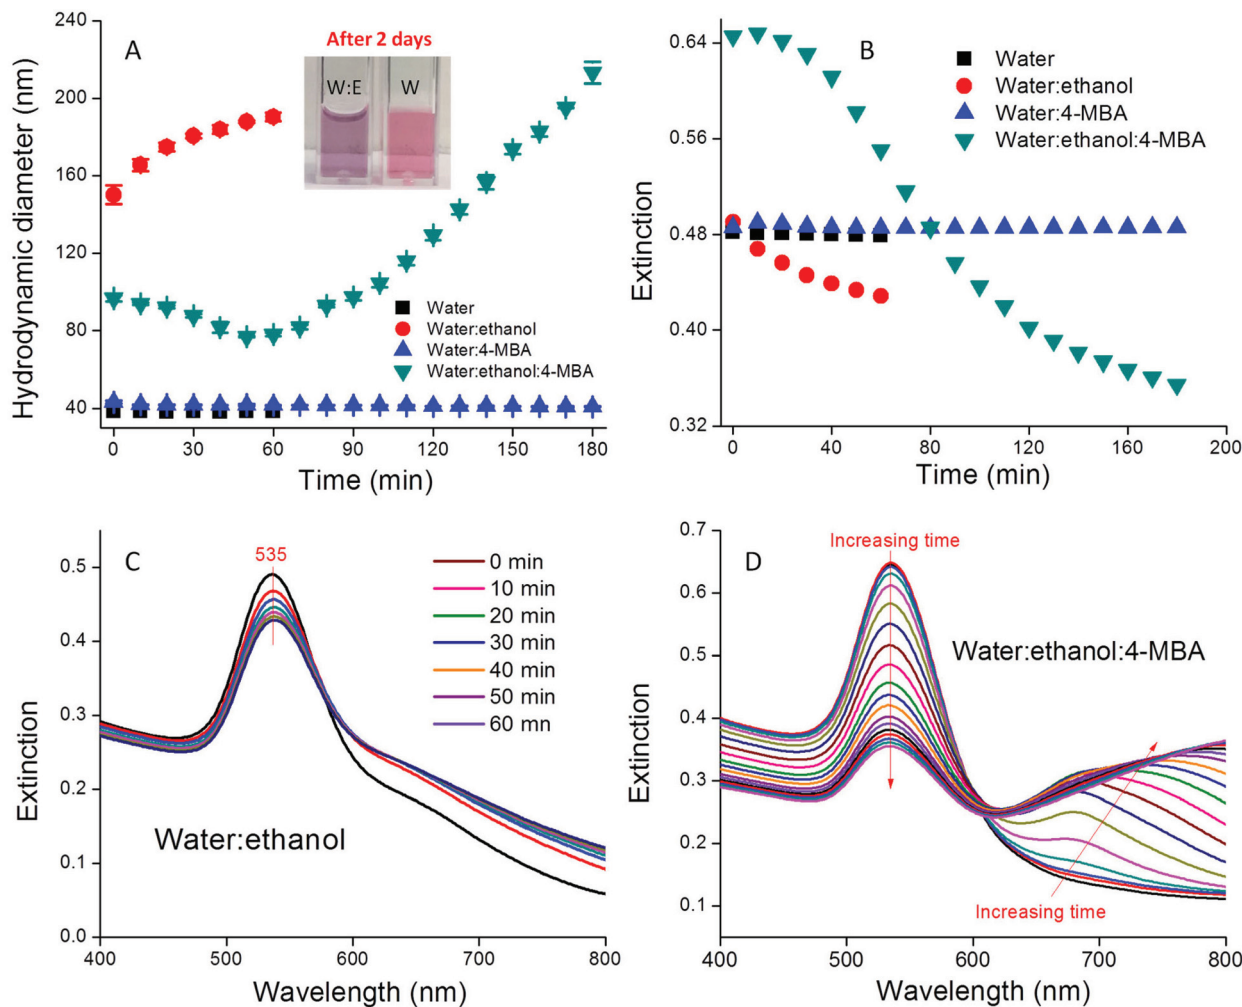 A
After 2 days
W:E
W
240
200
160
120
80
40
Hyrodynamic diameter (nm)
Water
Water:ethanol
Water:4-MBA
Water:ethanol:4-MBA
0
30
60
90
120
150
180
Time (min)
B
Water
Water:ethanol
Water:4-MBA
Water:ethanol:4-MBA
0.64
0.56
0.48
0.40
0.32
Extinction
0
40
80
120
160
200
Time (min)
C
535
0 min
10 min
20 min
30 min
40 min
50 min
60 mn
0.5
0.4
0.3
0.2
0.1
0.0
Extinction
Water:ethanol
400
500
600
700
800
Wavelength (nm)
D
Increasing time
Water:ethanol:4-MBA
Increasing time
0.7
0.6
0.5
0.4
0.3
0.2
0.1
Extinction
400
500
600
700
800
Wavelength (nm)